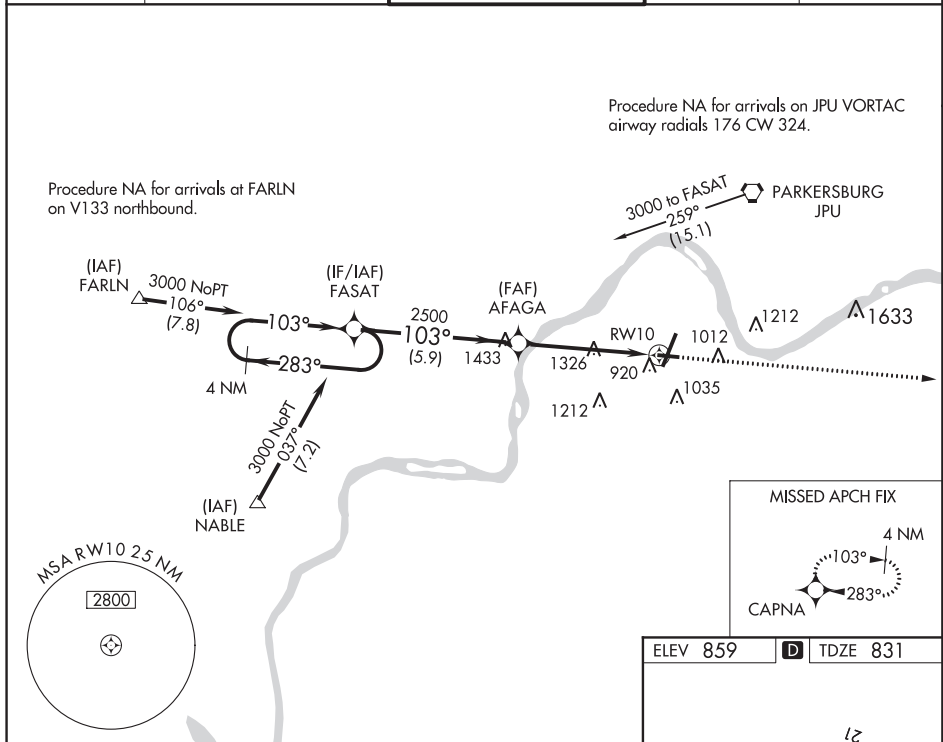 Procedure NA for arrivals on JPU VORTAC
airway radials 176 CW 324.
Procedure NA for arrivals at FARLN
on V133 northbound.
3000 to FASAT
259°
(15.1)
PARKERSBURG
JPU
(IAF)
FARLN
3000 NoPT
106°
(7.8)
(IF/IAF)
FASAT
103°
283°
4 NM
2500
103°
(5.9)
(FAF)
AFAGA
1433
1326
RW10
920
1012
1212
1633
1212
1035
3000 NoPT
037°
(7.2)
(IAF)
NABLE
MSA RW10 25 NM
2800
MISSED APCH FIX
4 NM
103°
283°
CAPNA
ELEV 859 D TDZE 831
21